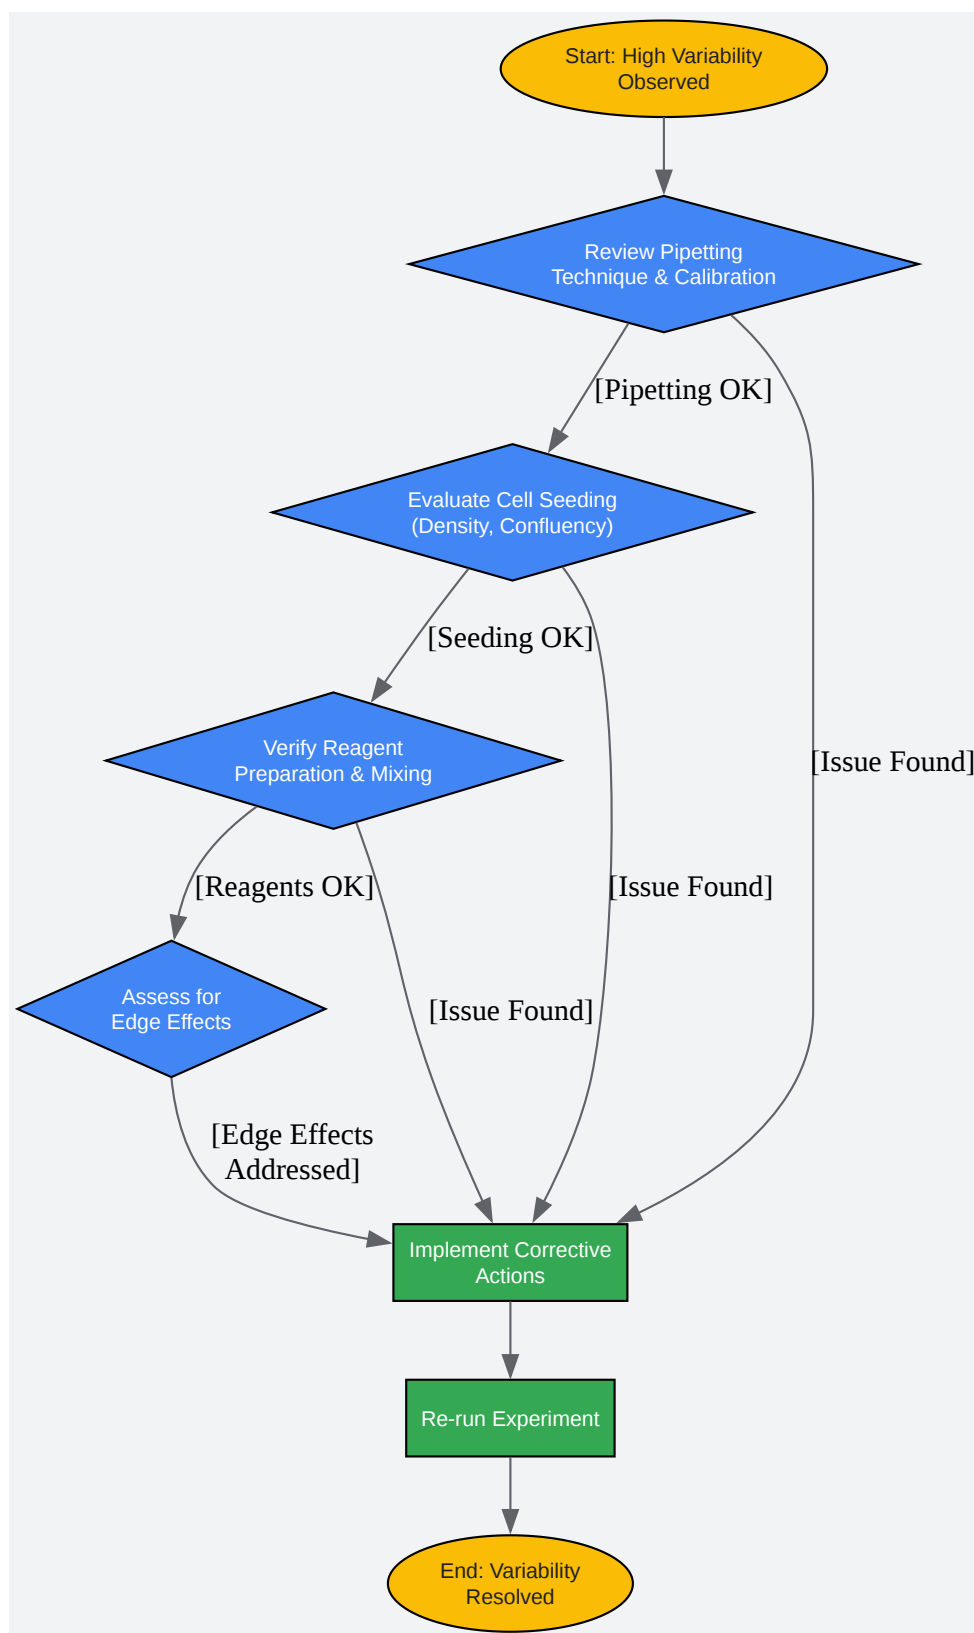 Start: High Variability
Observed
Review Pipetting
Technique & Calibration
[Pipetting OK]
Evaluate Cell Seeding
(Density, Confluency)
[Seeding OK]
Verify Reagent
Preparation & Mixing
[Issue Found]
[Reagents OK]
[Issue Found]
Assess for
Edge Effects
[Issue Found]
[Edge Effects
Addressed]
Implement Corrective
Actions
Re-run Experiment
End: Variability
Resolved